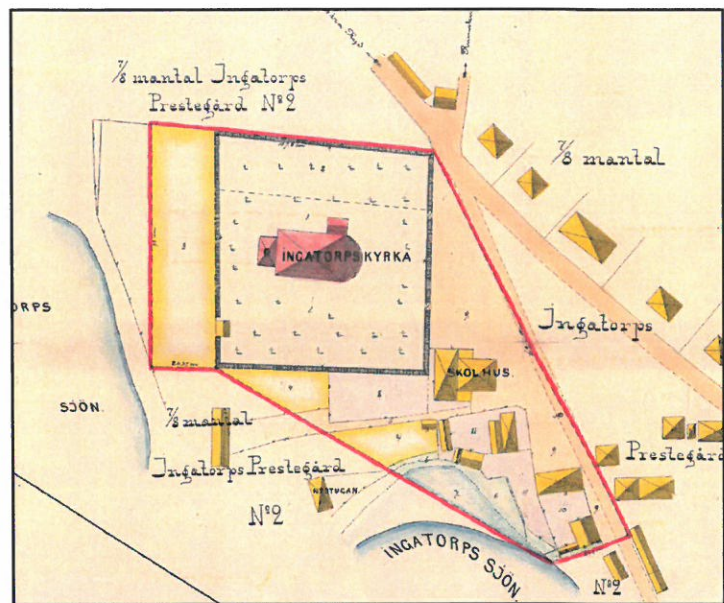 7/8 mantal Ingatorps
Prestegård Nº2
7/8 mantal
INGATORPS KYRKA
Ingatorps
ORPS
SJÖN.
SKOLHUS.
7/8 mantal
Prestegård
Ingatorps Prestegård
Nº2
INGATORPS SJÖN.
Nº2